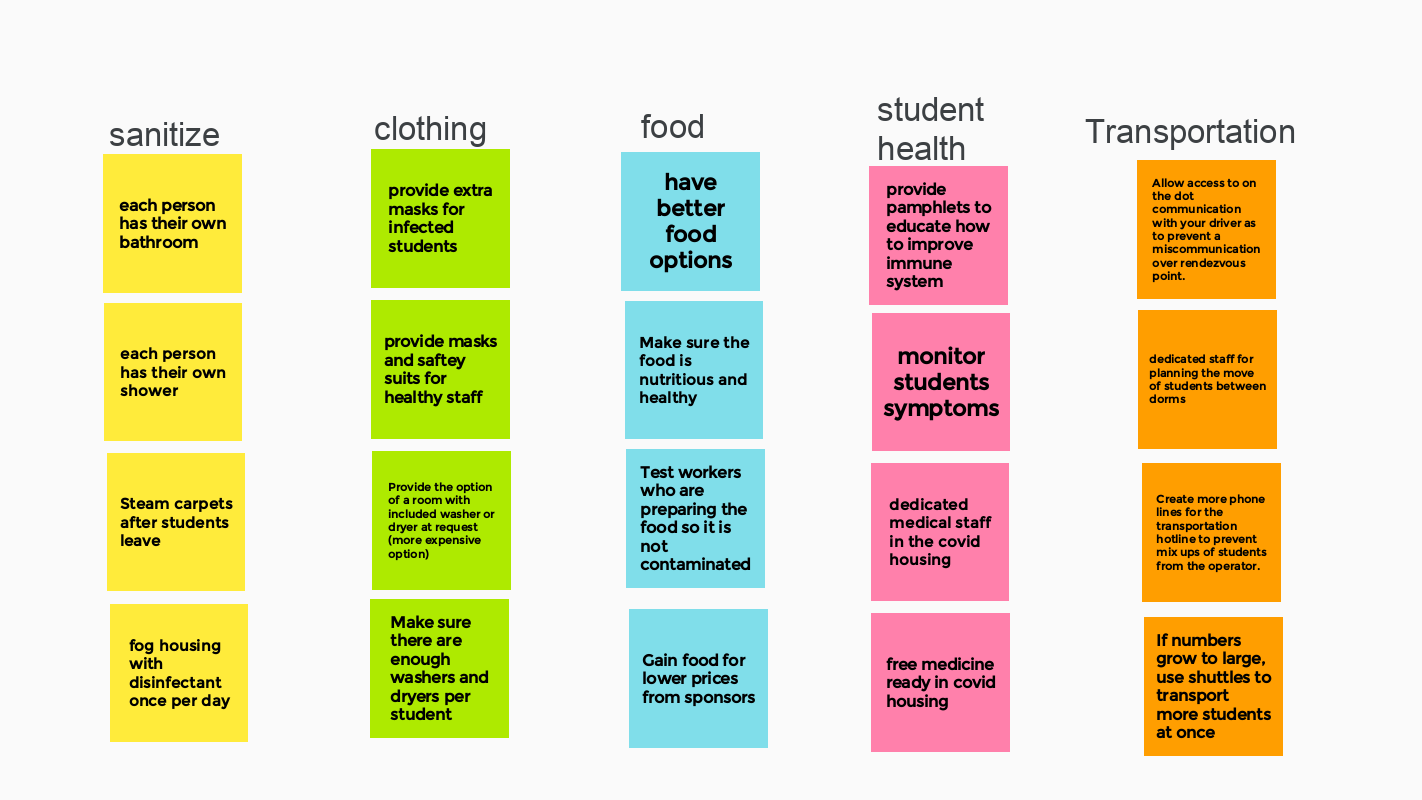 sanitize
each person
has their own
bathroom
each person
has their own
shower
Steam carpets
after students
leave
fog housing
with
disinfectant
once per day
clothing
provide extra
masks for
infected
students
provide masks
and saftey
suits for
healthy staff
Provide the option
of a room with
included washer or
dryer at request
(more expensive
option)
Make sure
there are
enough
washers and
dryers per
student
food
have
better
food
options
Make sure the
food is
nutritious and
healthy
Test workers
who are
preparing the
food so it is
not
contaminated
Gain food for
lower prices
from sponsors
student
health
provide
pamphlets to
educate how
to improve
immune
system
monitor
students
symptoms
dedicated
medical staff
in the covid
housing
free medicine
ready in covid
housing
Transportation
Allow access to on
the dot
communication
with your driver as
to prevent a
miscommunication
over rendezvous
point.
dedicated staff for
planning the move
of students between
dorms
Create more phone
lines for the
transportation
hotline to prevent
mix ups of students
from the operator.
If numbers
grow to large,
use shuttles to
transport
more students
at once